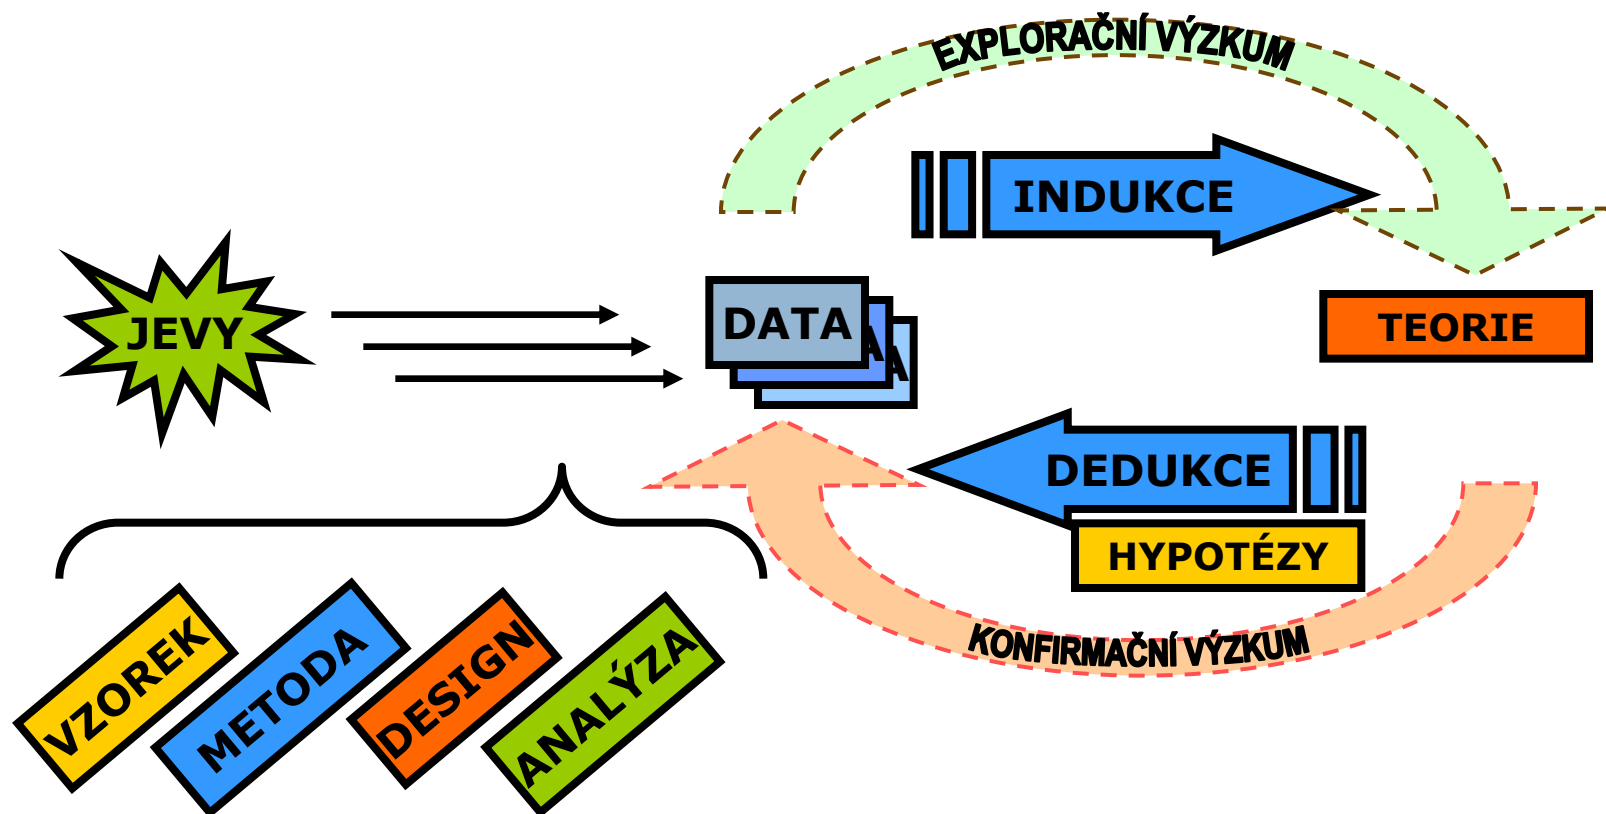 EXPLORAČNÍ VÝZKUM
INDUKCE
JEVY
DATA
A
A
TEORIE
DEDUKCE
HYPOTÉZY
KONFIRMAČNÍ VÝZKUM
VZOREK
METODA
DESIGN
ANALÝZA